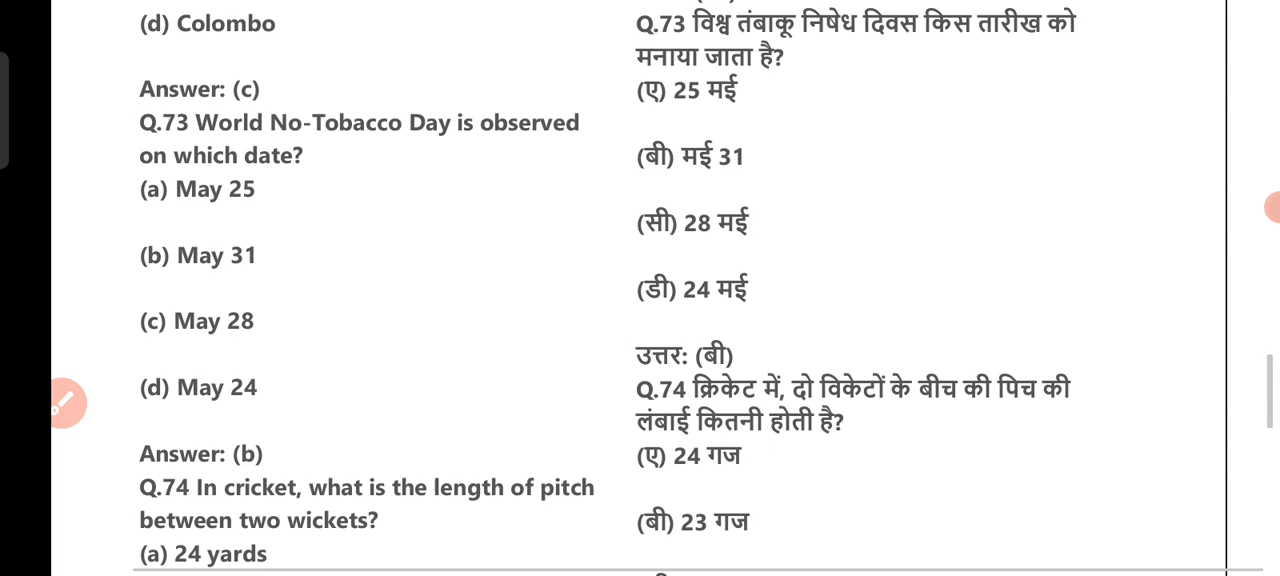 (d) Colombo
Answer: (c)
Q.73 World No-Tobacco Day is observed
on which date?
(a) May 25
(b) May 31
(c) May 28
(d) May 24
Answer: (b)
Q.74 In cricket, what is the length of pitch
between two wickets?
(a) 24 yards
Q.73 विश्व तंबाकू निषेध दिवस किस तारीख को
मनाया जाता है?
(ए) 25 मई
(बी) मई 31
(सी) 28 मई
(डी) 24 मई
उत्तर: (बी)
Q.74 क्रिकेट में, दो विकेटों के बीच की पिच की
लंबाई कितनी होती है?
(ए) 24 गज
(बी) 23 गज